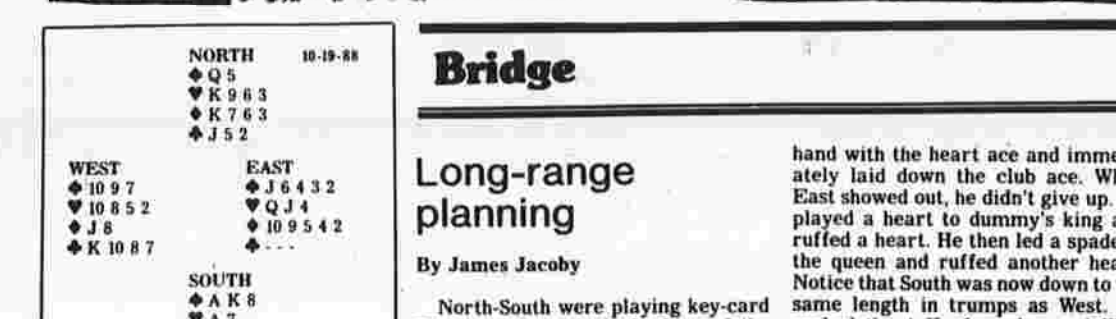 NORTH 10-19-88
♠ Q 5
♥ K 9 6 3
♦ K 7 6 3
♣ J 5 2
WEST EAST
♠ 10 9 7 ♠ J 6 4 3 2
♥ 10 8 5 2 ♥ Q J 4
♦ J 8 ♦ 10 9 5 4 2
♣ K 10 8 7 ♣ - - -
SOUTH
♠ A K 8
Bridge
Long-range
planning
By James Jacoby
North-South were playing key-card
hand with the heart ace and imme
ately laid down the club ace.
East showed out, he didn't give up.
played a heart to dummy's king
ruffed a heart. He then led a spade
the queen and ruffed another
Notice that South was now down to
same length in trumps as West.